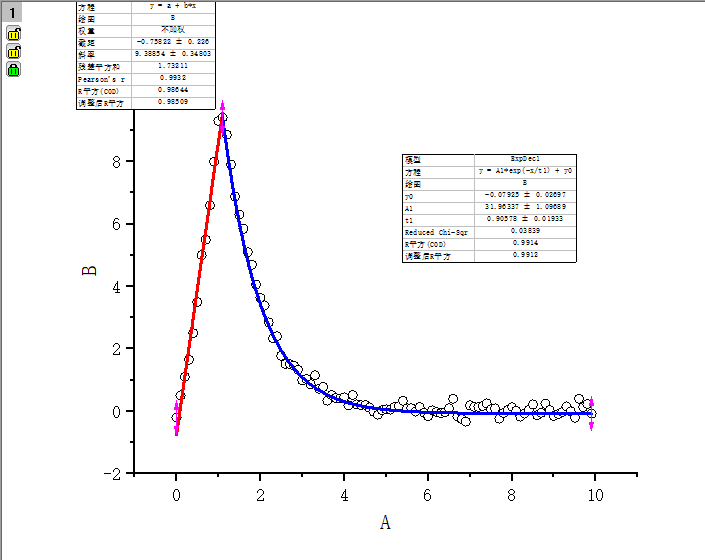 1
方程 y = a + b*x
绘图 B
权重 不加权
截距 -0.75822 ± 0.226
斜率 9.38854 ± 0.34803
残差平方和 1.73211
Pearson's r 0.9932
R平方(COD) 0.98644
调整后R平方 0.98509
模型 ExpDec1
方程 y = A1*exp(-x/t1) + y0
绘图 B
y0 -0.07925 ± 0.02697
A1 31.96337 ± 1.09689
t1 0.90578 ± 0.01933
Reduced Chi-Sqr 0.03839
R平方(COD) 0.9914
调整后R平方 0.9912
8
6
4
2
0
-2
B
0 2 4 6 8 10
A